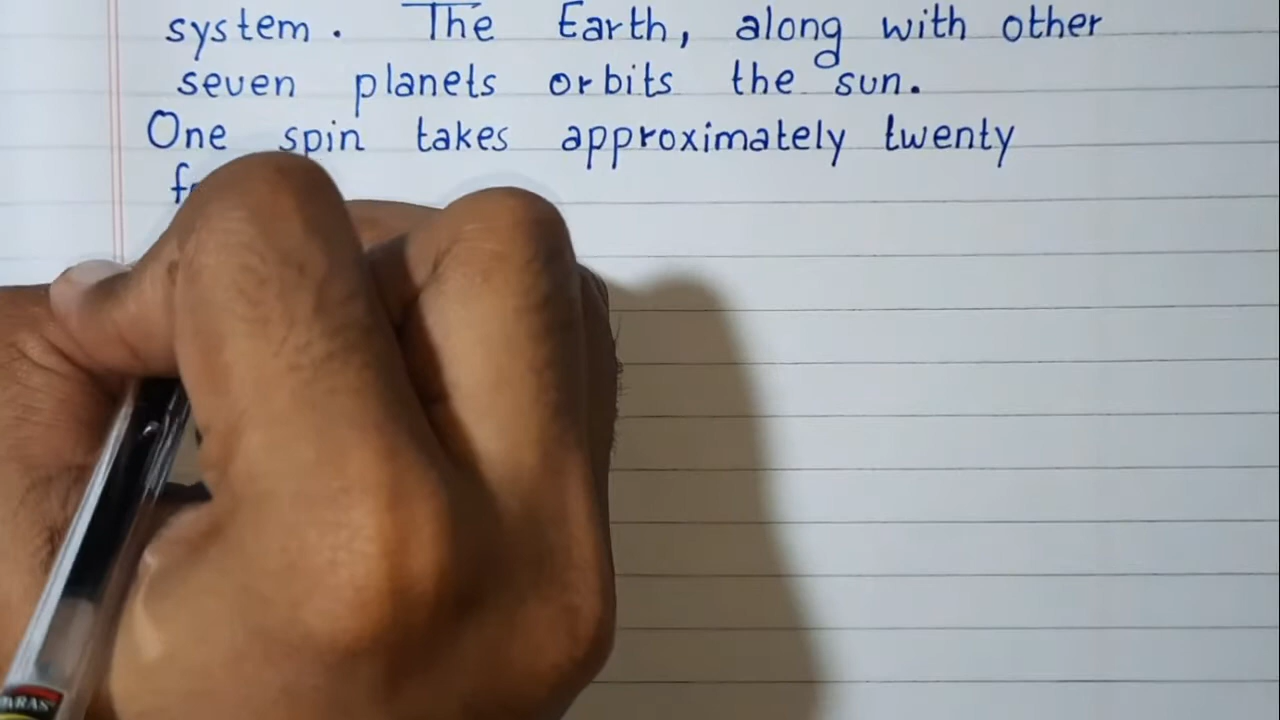 system. The Earth, along with other
seven planets orbits the sun.
One spin takes approximately twenty